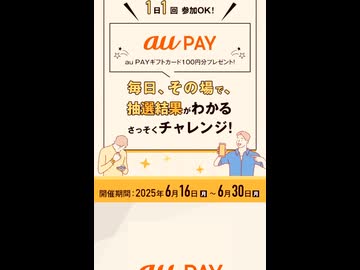 1日1回 参加OK!
au PAY
au PAYギフトカード100円分プレゼント!
毎日、その場で、
抽選結果がわかる
さっそくチャレンジ!
開催期間:2025年6月16日月~6月30日月
au PAY